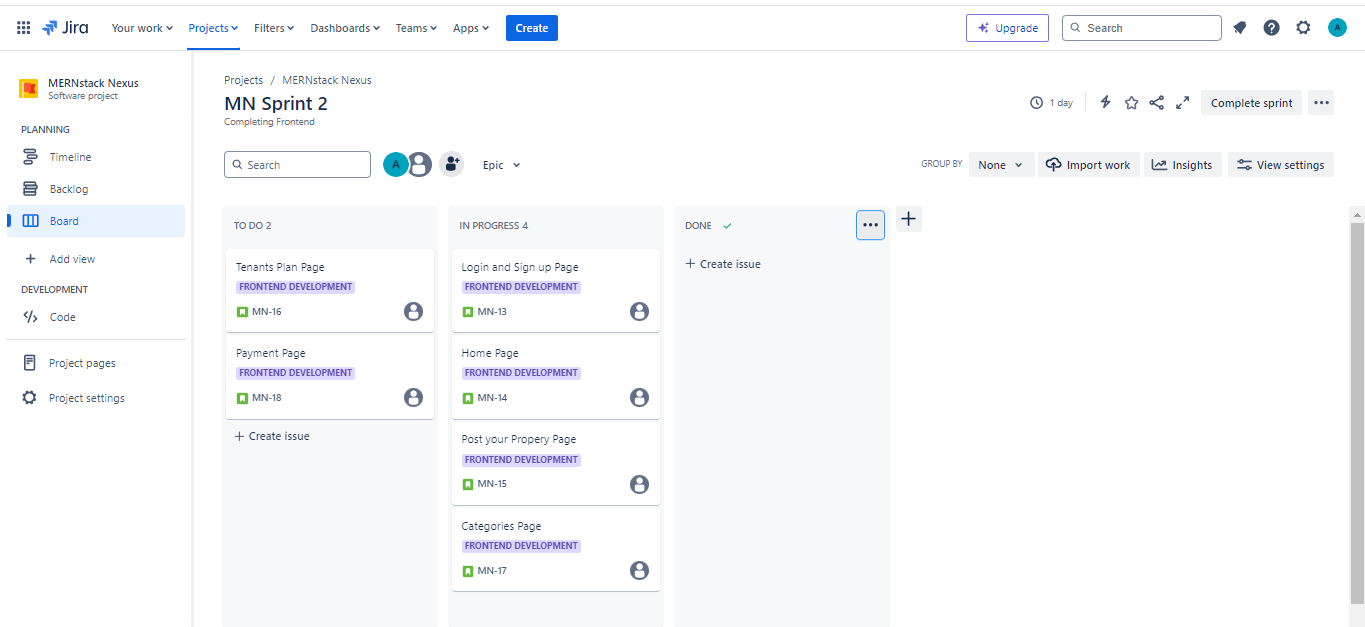 Jira Your work Projects Filters Dashboards Teams Apps Create Upgrade Search A
MERNstack Nexus
Software project
PLANNING
Timeline
Backlog
Board
Add view
DEVELOPMENT
Code
Project pages
Project settings
Projects / MERNstack Nexus
MN Sprint 2
Completing Frontend
1 day Complete sprint
Search A Epic GROUP BY None Import work Insights View settings
TO DO 2
Tenants Plan Page
FRONTEND DEVELOPMENT
MN-16
Payment Page
FRONTEND DEVELOPMENT
MN-18
+ Create issue
IN PROGRESS 4
Login and Sign up Page
FRONTEND DEVELOPMENT
MN-13
Home Page
FRONTEND DEVELOPMENT
MN-14
Post your Propery Page
FRONTEND DEVELOPMENT
MN-15
Categories Page
FRONTEND DEVELOPMENT
MN-17
DONE
+ Create issue